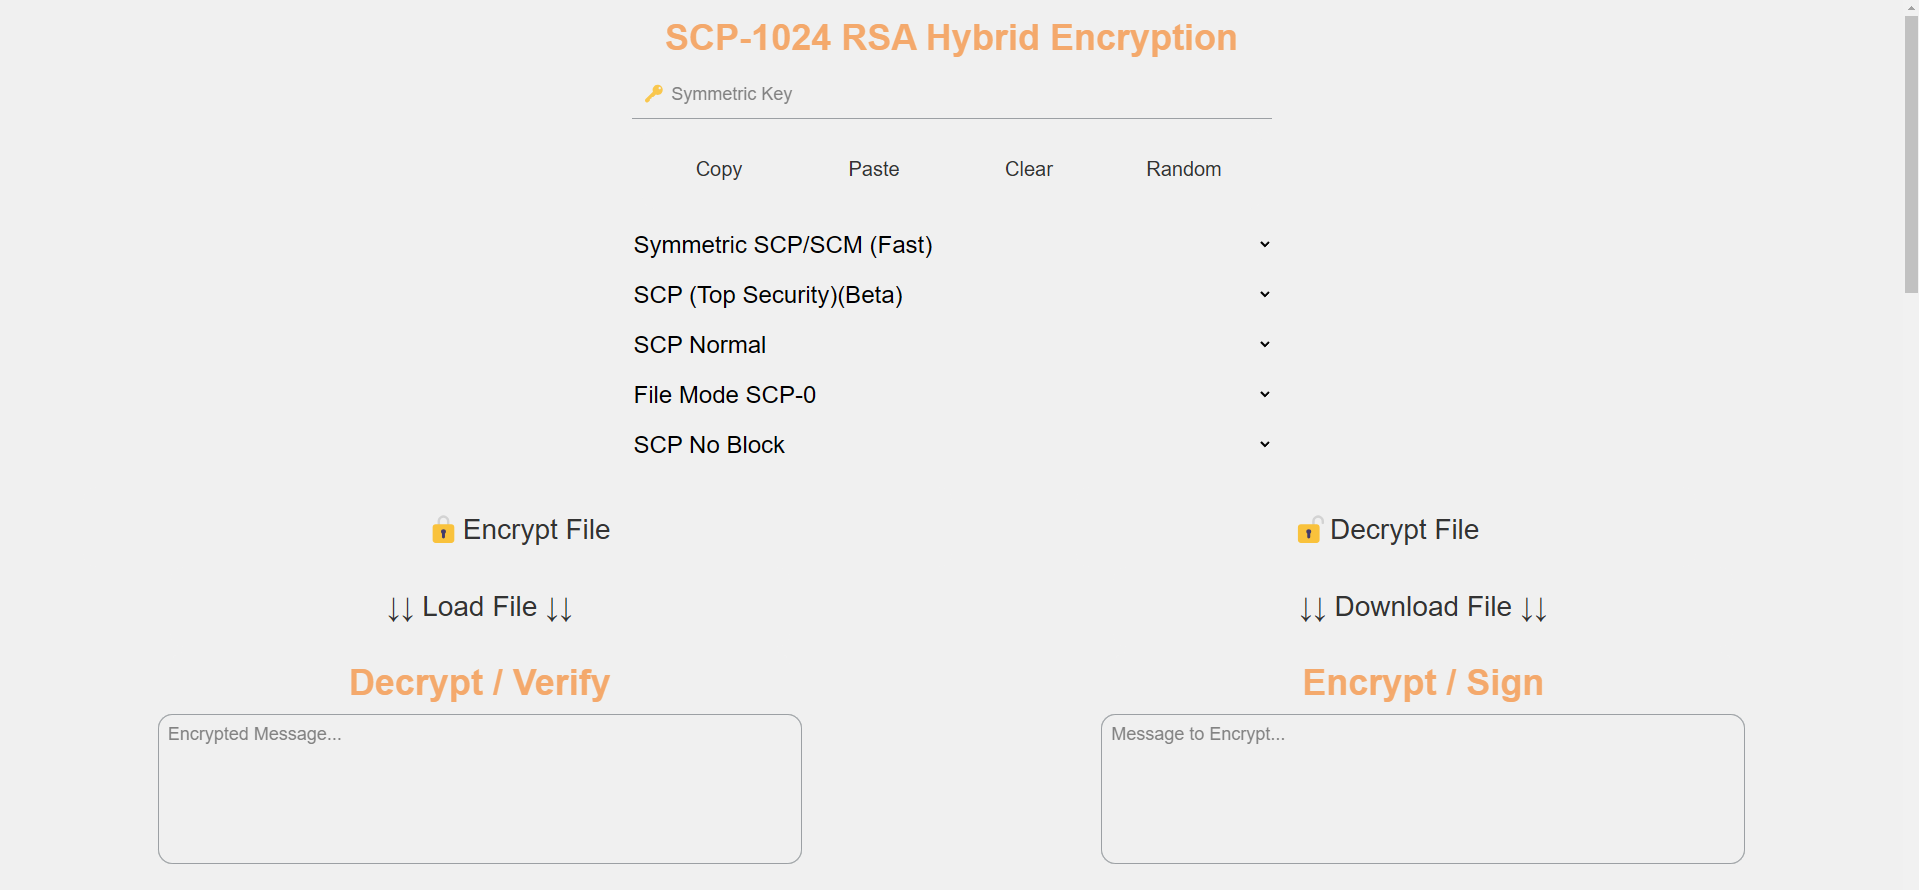 SCP-1024 RSA Hybrid Encryption
🔑 Symmetric Key
Copy Paste Clear Random
Symmetric SCP/SCM (Fast)
SCP (Top Security)(Beta)
SCP Normal
File Mode SCP-0
SCP No Block
🔒 Encrypt File
🔓 Decrypt File
↓↓ Load File ↓↓
↓↓ Download File ↓↓
Decrypt / Verify
Encrypt / Sign
Encrypted Message...
Message to Encrypt...